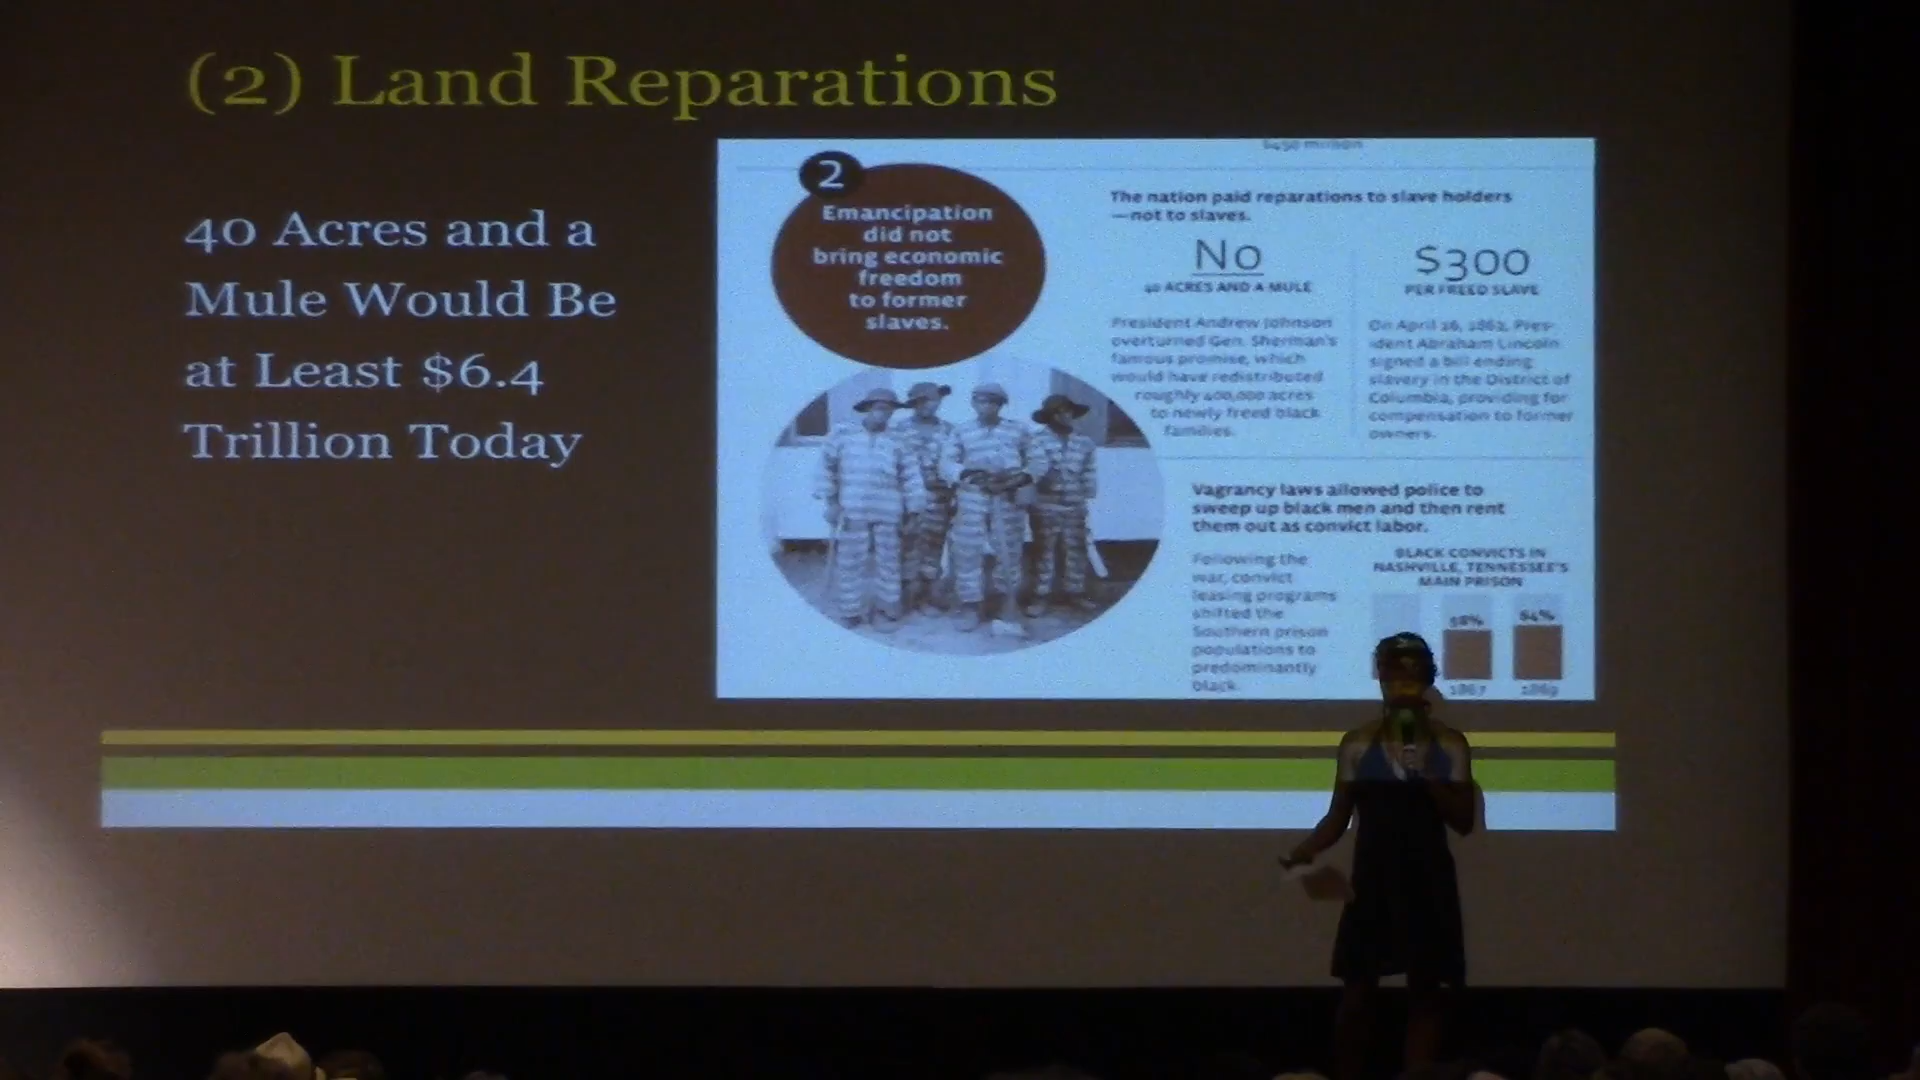 (2) Land Reparations
40 Acres and a
Mule Would Be
at Least $6.4
Trillion Today
2
Emancipation
did not
bring economic
freedom
to former
slaves.
$450 million
The nation paid reparations to slave holders
—not to slaves.
No
40 ACRES AND A MULE
President Andrew Johnson
overturned Gen. Sherman's
famous promise, which
would have redistributed
roughly 400,000 acres
to newly freed black
families.
$300
PER FREED SLAVE
On April 16, 1862, Pres-
ident Abraham Lincoln
signed a bill ending
slavery in the District of
Columbia, providing for
compensation to former
owners.
Vagrancy laws allowed police to
sweep up black men and then rent
them out as convict labor.
Following the
war, convict
leasing programs
shifted the
Southern prison
populations to
predominantly
black.
BLACK CONVICTS IN
NASHVILLE, TENNESSEE'S
MAIN PRISON
58%
64%
1867
1869